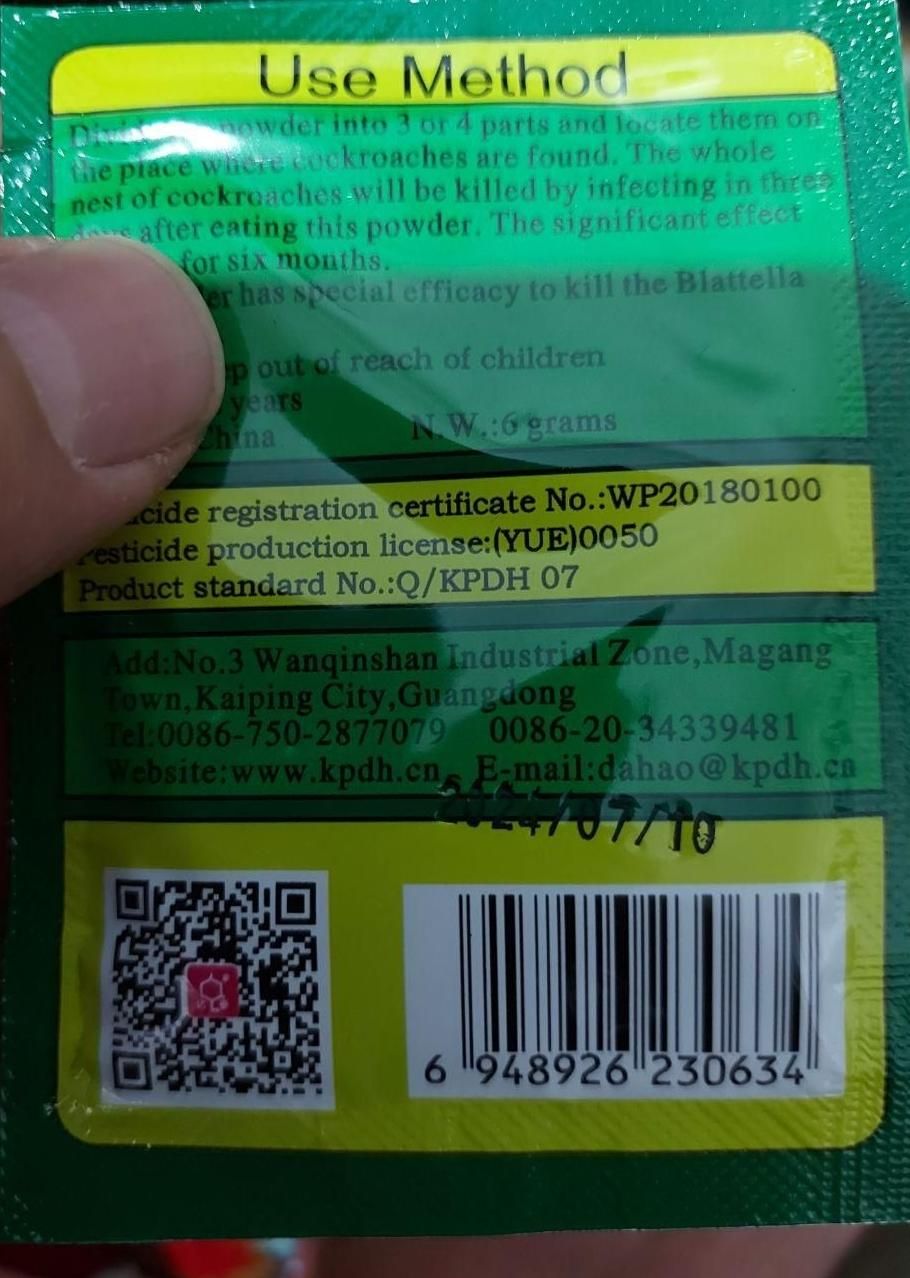 Use Method
powder into 3 or 4 parts and locate them on
the place where cockroaches are found. The whole
nest of cockroaches will be killed by infecting in three
after eating this powder. The significant effect
for six months.
has special efficacy to kill the Blattella
out of reach of children
years
China N.W.:6 grams
registration certificate No.:WP20180100
Pesticide production license:(YUE)0050
Product standard No.:Q/KPDH 07
Add:No.3 Wanqinshan Industrial Zone,Magang
Town,Kaiping City,Guangdong
Tel:0086-750-2877079 0086-20-34339481
Website:www.kpdh.cn E-mail:dahao@kpdh.cn
2024/07/10
6 948926 230634